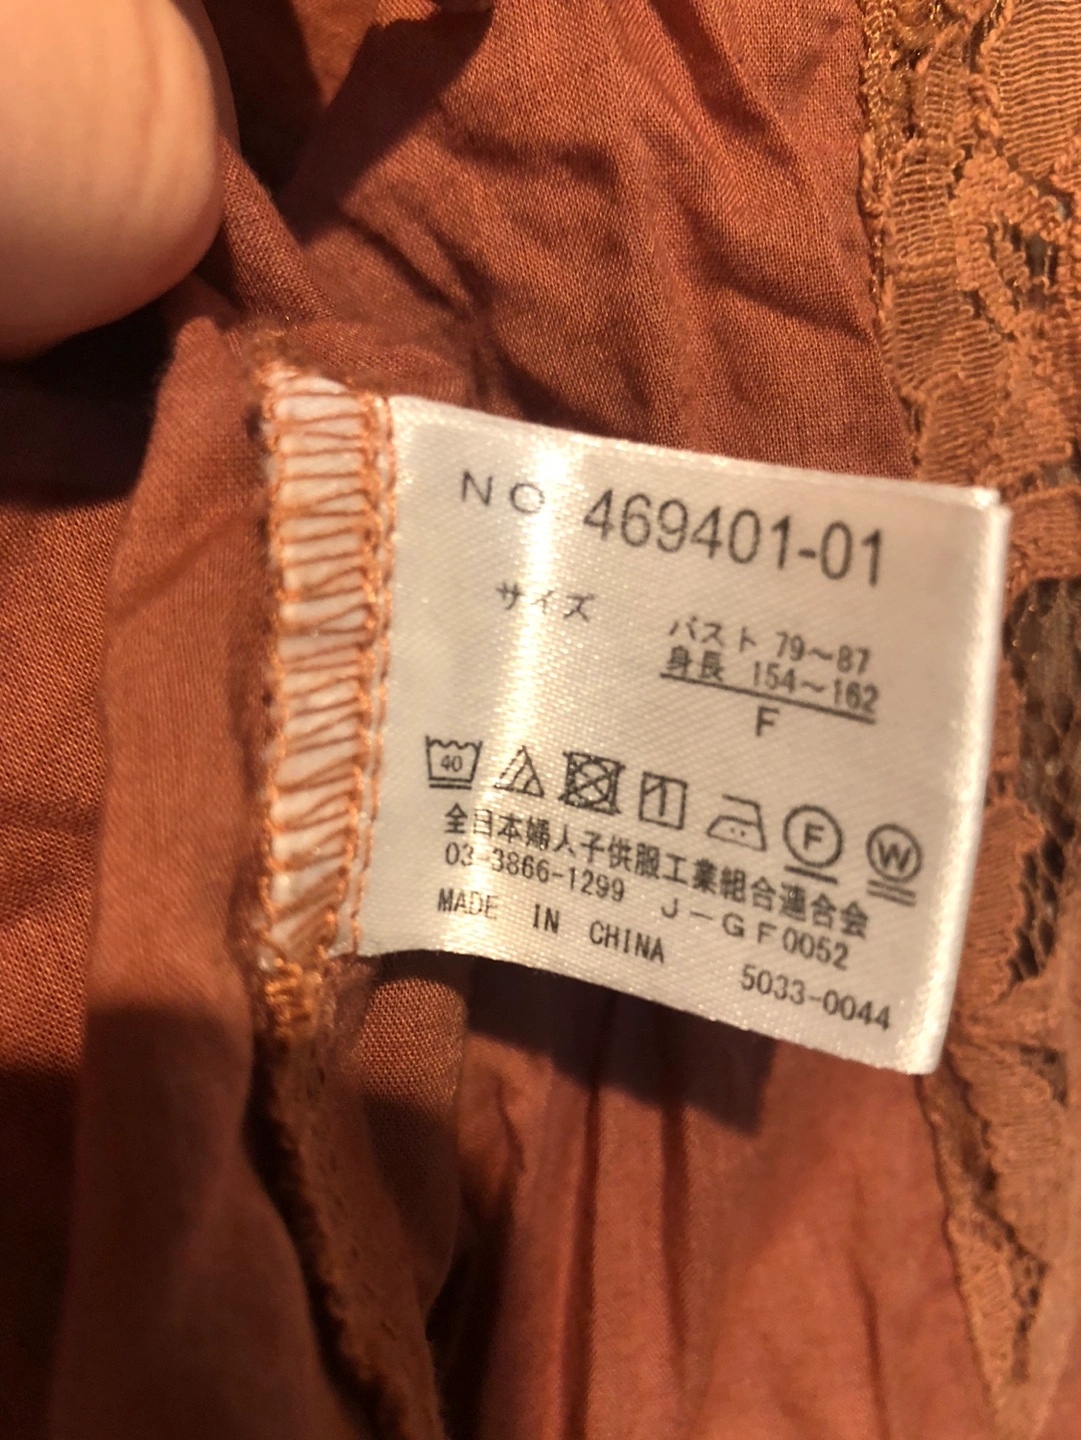 NO 469401-01
サイズ
バスト 79〜87
身長 154〜162
F
40 F W
全日本婦人子供服工業組合連合会
03-3866-1299 J-GF0052
MADE IN CHINA
5033-0044